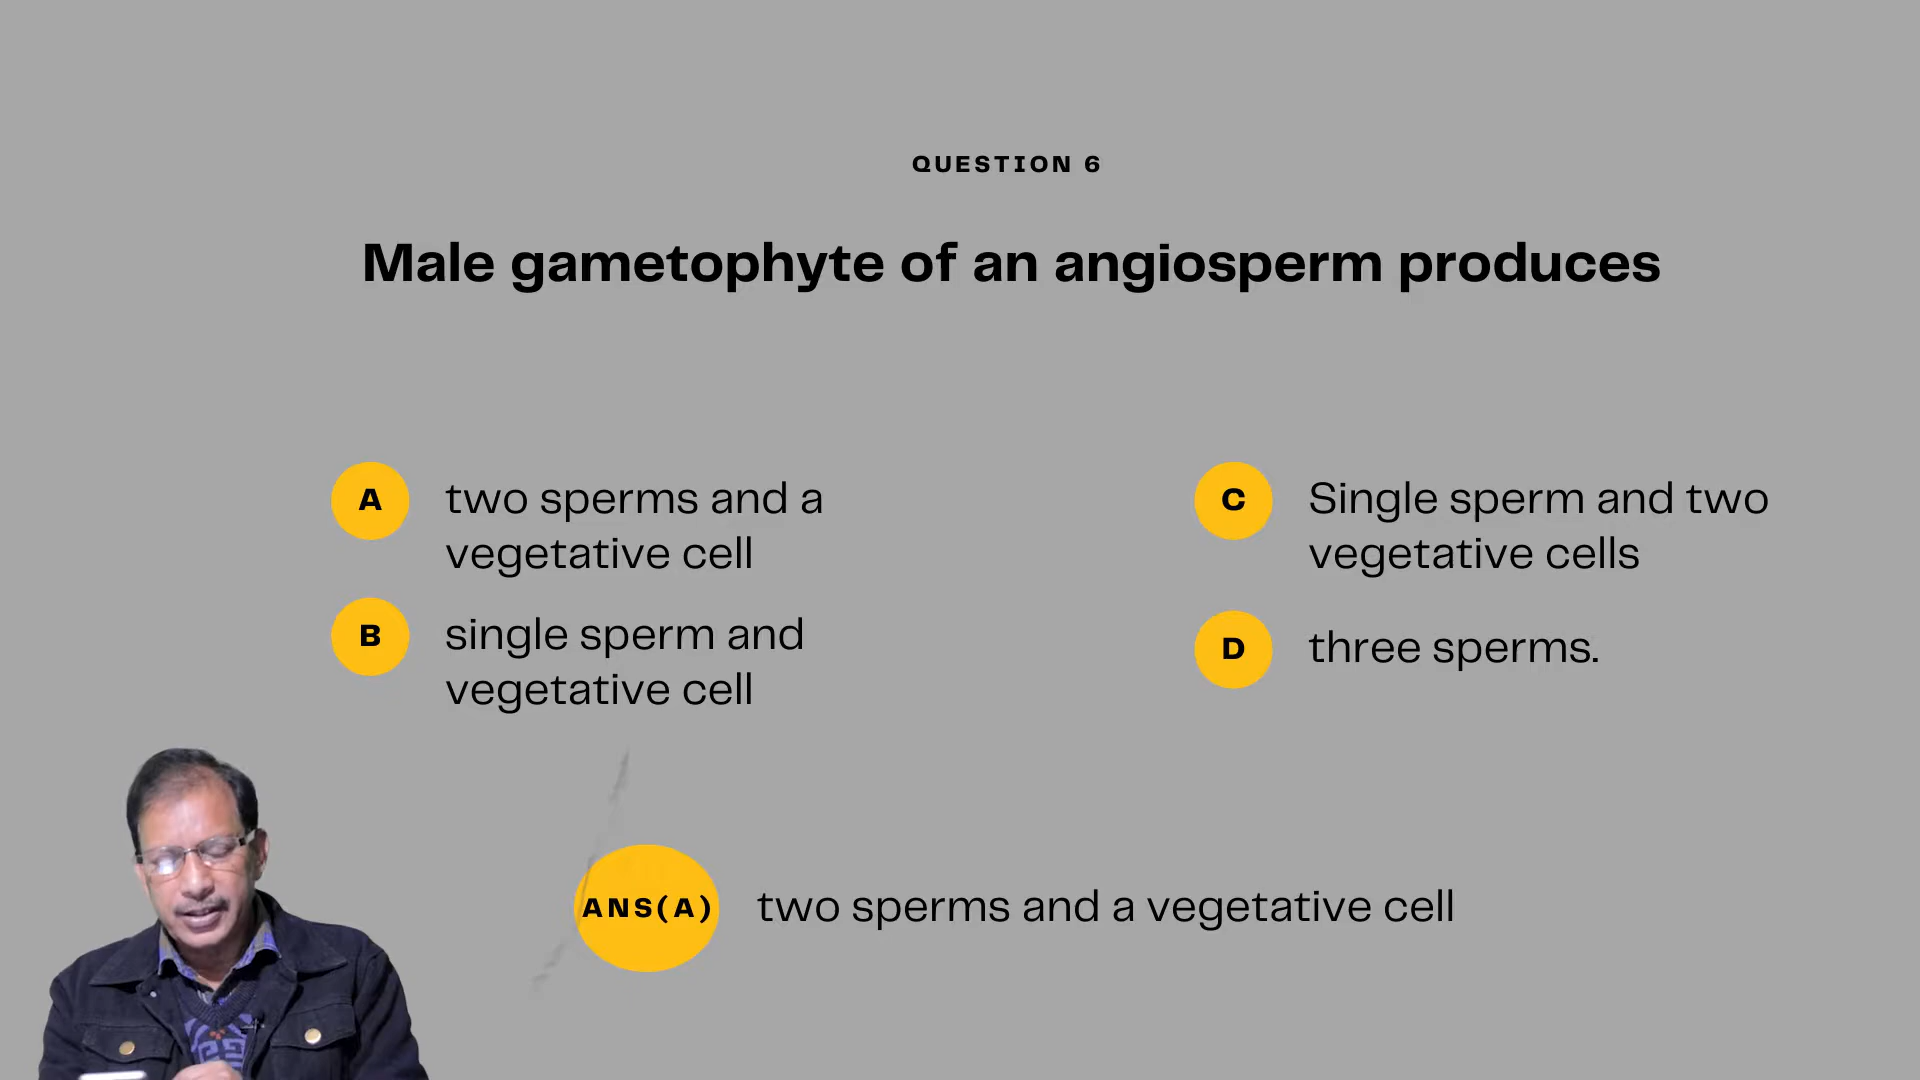 QUESTION 6
Male gametophyte of an angiosperm produces
A two sperms and a
vegetative cell
B single sperm and
vegetative cell
C Single sperm and two
vegetative cells
D three sperms.
ANS(A) two sperms and a vegetative cell